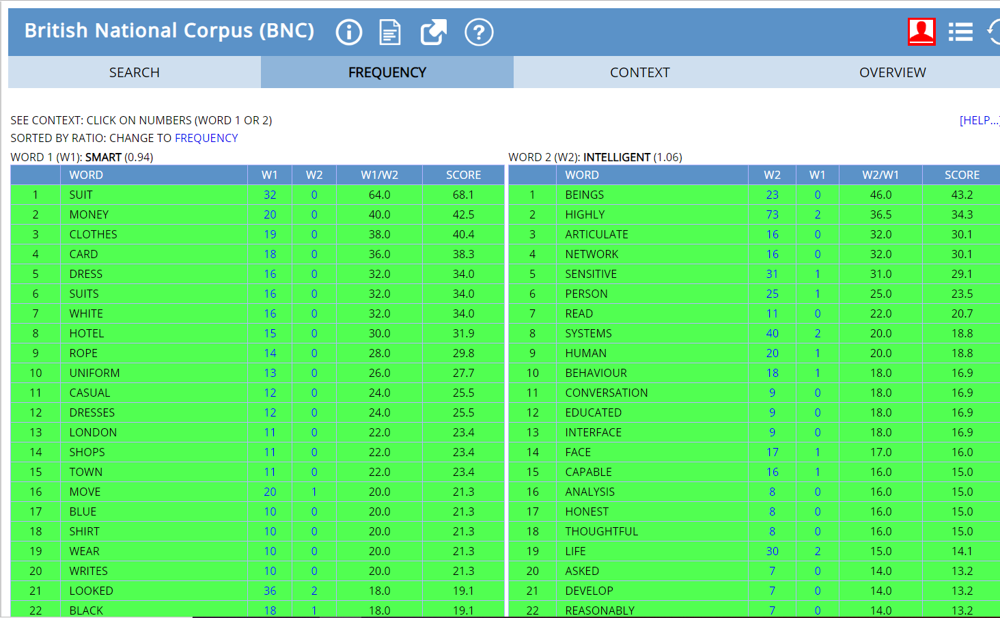 British National Corpus (BNC)
SEARCH FREQUENCY CONTEXT OVERVIEW
SEE CONTEXT: CLICK ON NUMBERS (WORD 1 OR 2) [HELP...]
SORTED BY RATIO: CHANGE TO FREQUENCY
WORD 1 (W1): SMART (0.94)
WORD W1 W2 W1/W2 SCORE
1 SUIT 32 0 64.0 68.1
2 MONEY 20 0 40.0 42.5
3 CLOTHES 19 0 38.0 40.4
4 CARD 18 0 36.0 38.3
5 DRESS 16 0 32.0 34.0
6 SUITS 16 0 32.0 34.0
7 WHITE 16 0 32.0 34.0
8 HOTEL 15 0 30.0 31.9
9 ROPE 14 0 28.0 29.8
10 UNIFORM 13 0 26.0 27.7
11 CASUAL 12 0 24.0 25.5
12 DRESSES 12 0 24.0 25.5
13 LONDON 11 0 22.0 23.4
14 SHOPS 11 0 22.0 23.4
15 TOWN 11 0 22.0 23.4
16 MOVE 20 1 20.0 21.3
17 BLUE 10 0 20.0 21.3
18 SHIRT 10 0 20.0 21.3
19 WEAR 10 0 20.0 21.3
20 WRITES 10 0 20.0 21.3
21 LOOKED 36 2 18.0 19.1
22 BLACK 18 1 18.0 19.1
WORD 2 (W2): INTELLIGENT (1.06)
WORD W2 W1 W2/W1 SCORE
1 BEINGS 23 0 46.0 43.2
2 HIGHLY 73 2 36.5 34.3
3 ARTICULATE 16 0 32.0 30.1
4 NETWORK 16 0 32.0 30.1
5 SENSITIVE 31 1 31.0 29.1
6 PERSON 25 1 25.0 23.5
7 READ 11 0 22.0 20.7
8 SYSTEMS 40 2 20.0 18.8
9 HUMAN 20 1 20.0 18.8
10 BEHAVIOUR 18 1 18.0 16.9
11 CONVERSATION 9 0 18.0 16.9
12 EDUCATED 9 0 18.0 16.9
13 INTERFACE 9 0 18.0 16.9
14 FACE 17 1 17.0 16.0
15 CAPABLE 16 1 16.0 15.0
16 ANALYSIS 8 0 16.0 15.0
17 HONEST 8 0 16.0 15.0
18 THOUGHTFUL 8 0 16.0 15.0
19 LIFE 30 2 15.0 14.1
20 ASKED 7 0 14.0 13.2
21 DEVELOP 7 0 14.0 13.2
22 REASONABLY 7 0 14.0 13.2